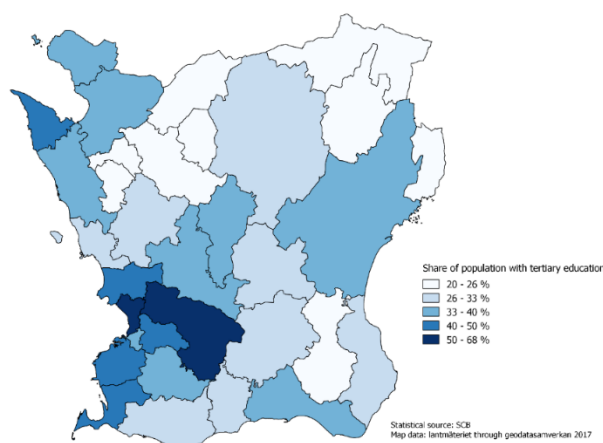 Share of population with tertiary education
20 - 26 %
26 - 33 %
33 - 40 %
40 - 50 %
50 - 68 %
Statistical source: SCB
Map data: lantmäteriet through geodatasamverkan 2017